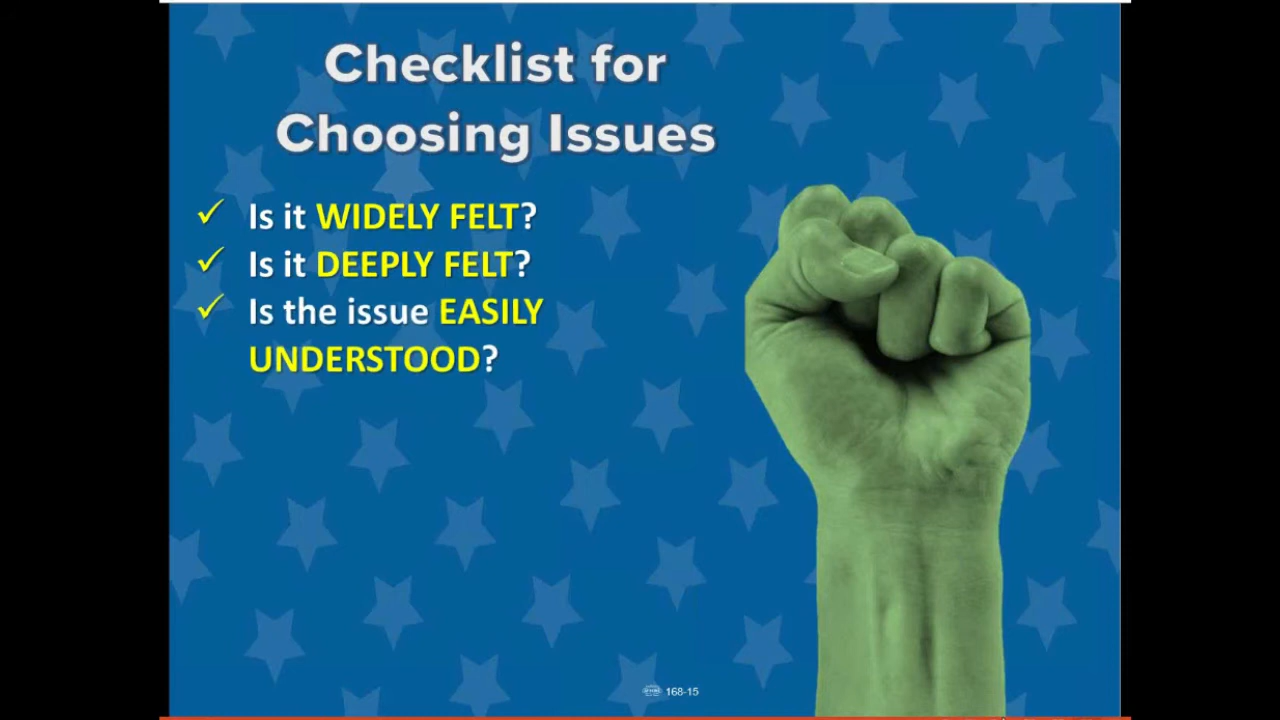 Checklist for
Choosing Issues
✓ Is it WIDELY FELT?
✓ Is it DEEPLY FELT?
✓ Is the issue EASILY
UNDERSTOOD?
168-15